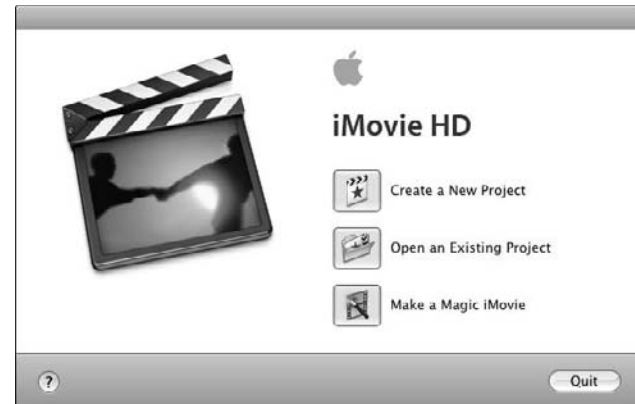 iMovie HD
Create a New Project
Open an Existing Project
Make a Magic iMovie
?
Quit